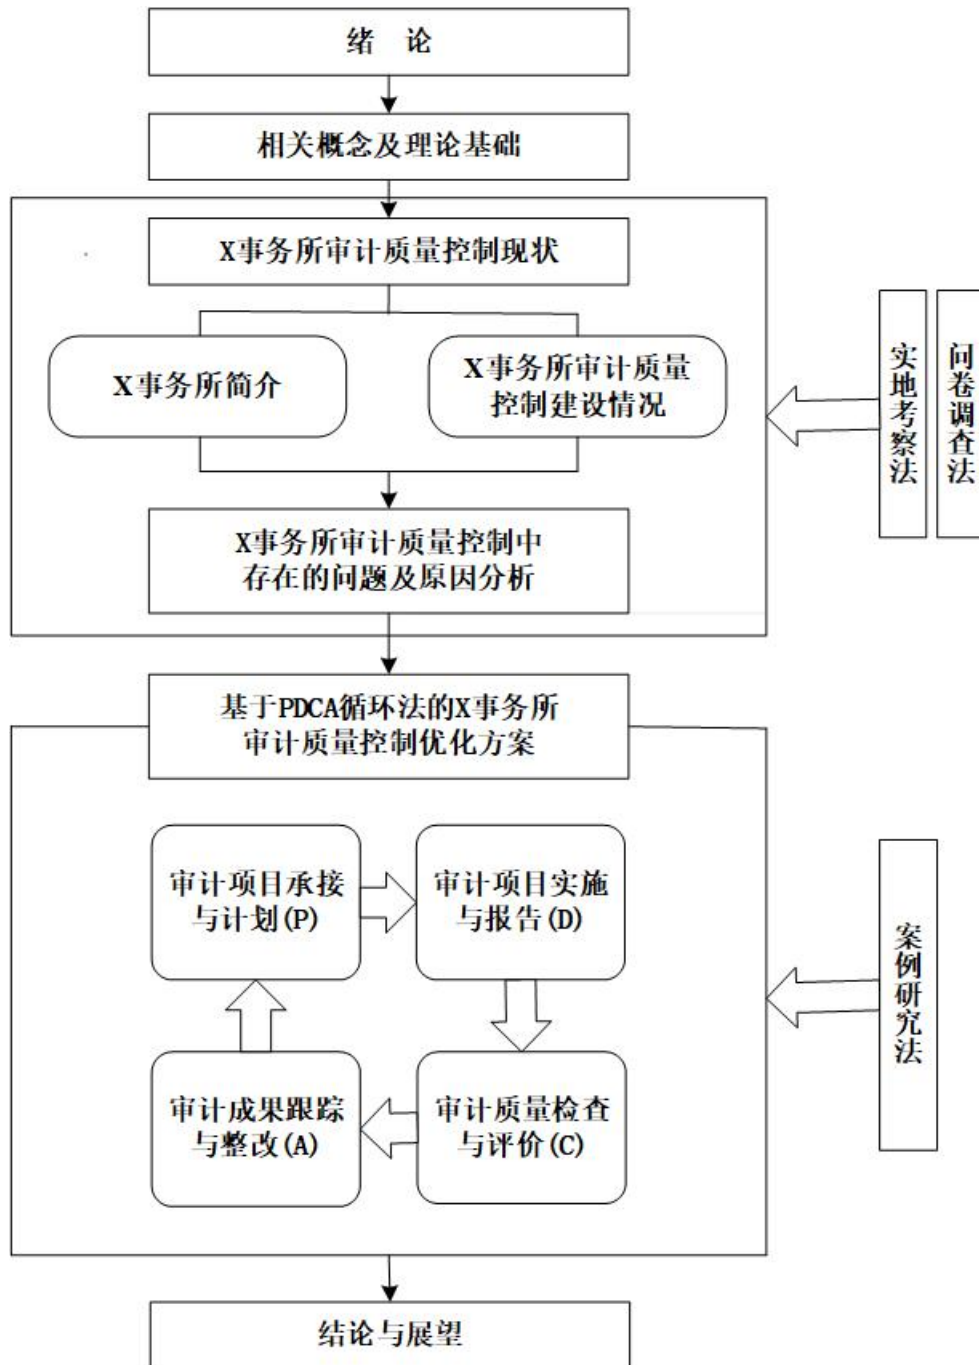 绪 论
相关概念及理论基础
X事务所审计质量控制现状
X事务所简介
X事务所审计质量
控制建设情况
实地考察法
问卷调查法
X事务所审计质量控制中
存在的问题及原因分析
基于PDCA循环法的X事务所
审计质量控制优化方案
审计项目承接
与计划(P)
审计项目实施
与报告(D)
审计成果跟踪
与整改(A)
审计质量检查
与评价(C)
案例研究法
结论与展望